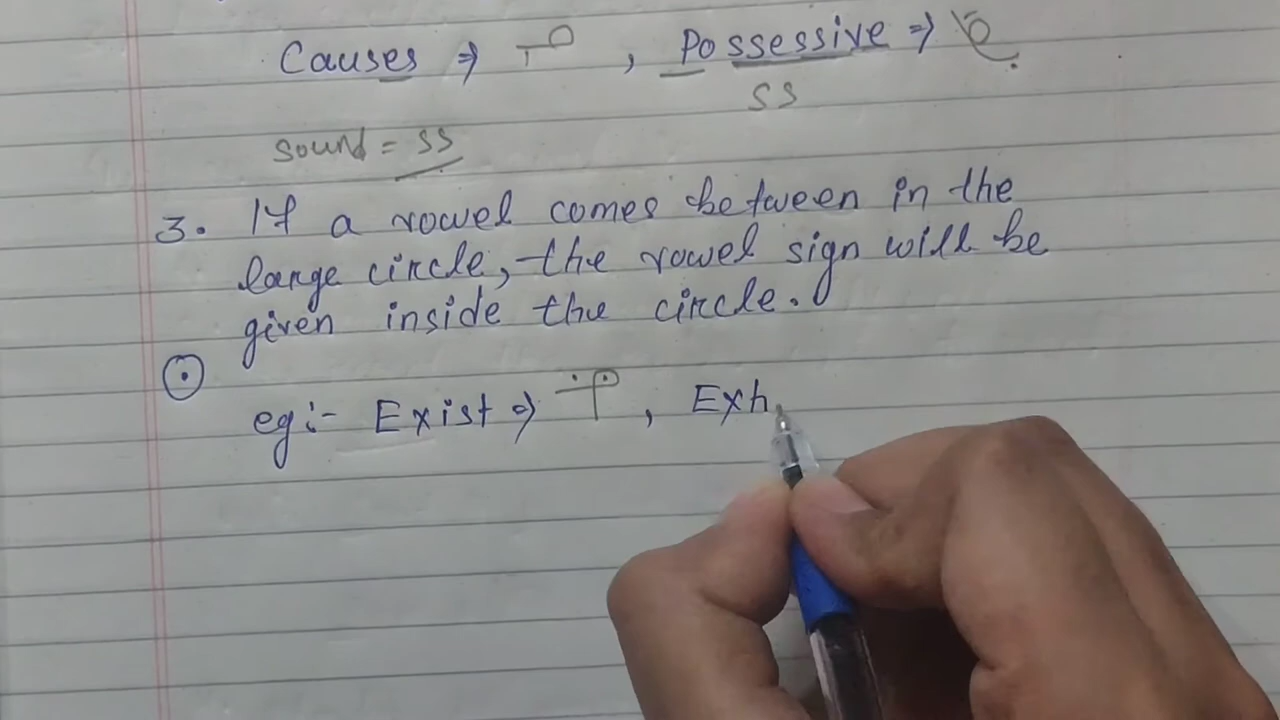 Causes ⇒ , Possessive ⇒
ss
sound = ss
3. If a vowel comes between in the
large circle, the vowel sign will be
given inside the circle.
eg:- Exist ⇒ , Exh